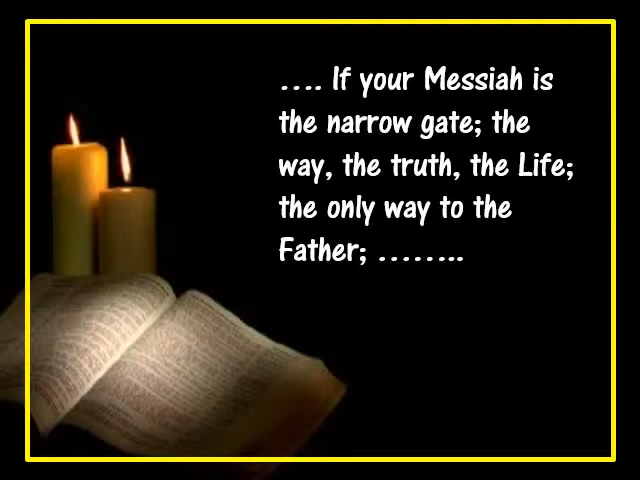 .... If your Messiah is
the narrow gate; the
way, the truth, the Life;
the only way to the
Father; ........